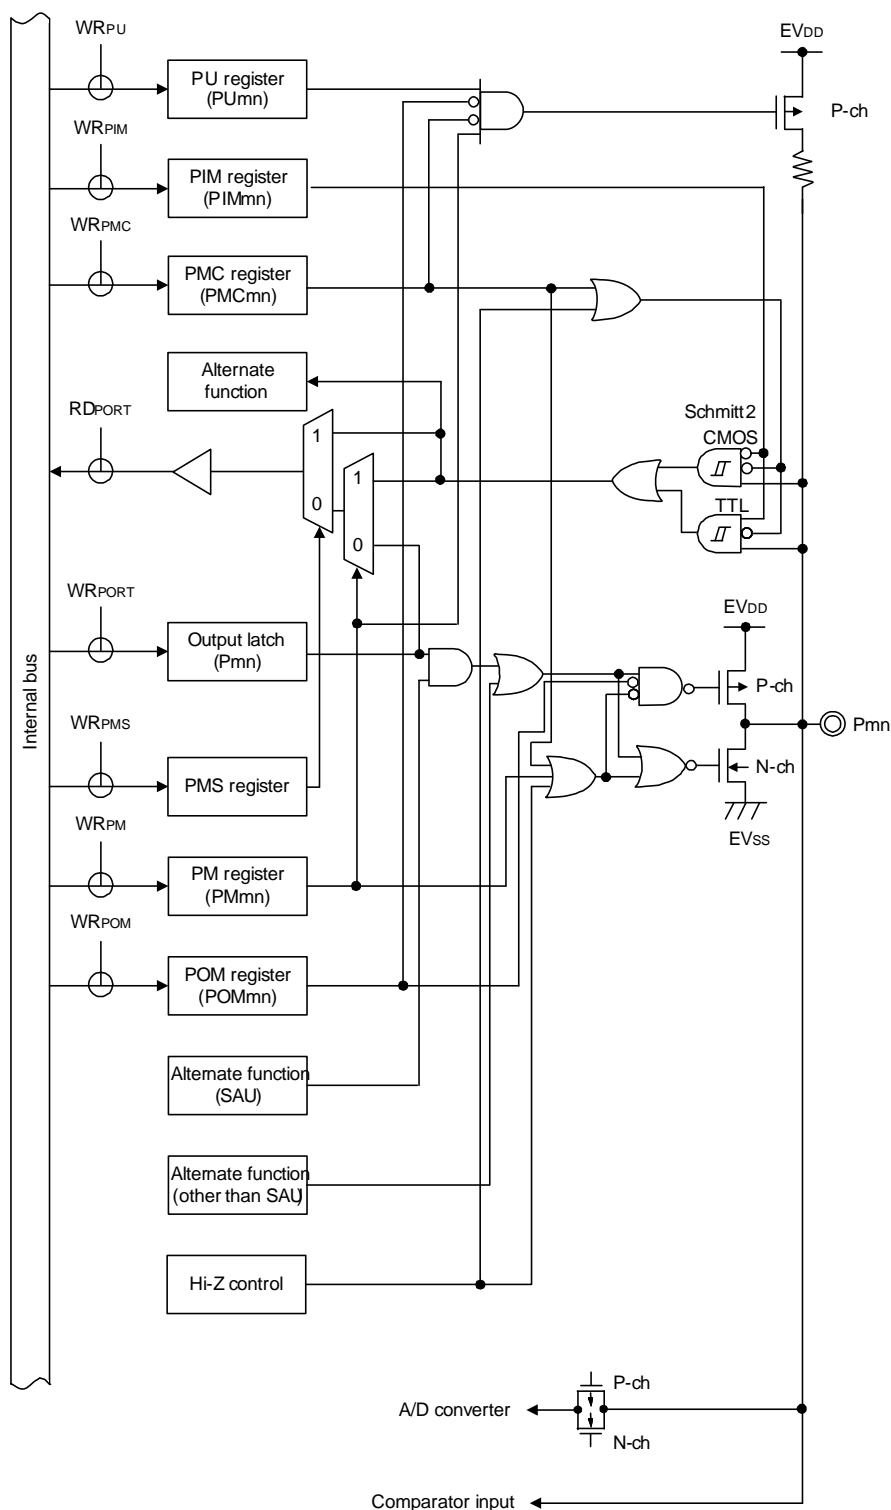 WRPU
EVDD
PU register
(PUmn)
P-ch
WRPIM
PIM register
(PIMmn)
WRPMC
PMC register
(PMCmn)
Alternate
function
RDPORT
1
0
1
0
Schmitt2
CMOS
TTL
WRPORT
Output latch
(Pmn)
EVDD
P-ch
Pmn
N-ch
EVSS
Internal bus
WRPMS
PMS register
WRPM
PM register
(PMmn)
WRPOM
POM register
(POMmn)
Alternate function
(SAU)
Alternate function
(other than SAU)
Hi-Z control
P-ch
A/D converter
N-ch
Comparator input